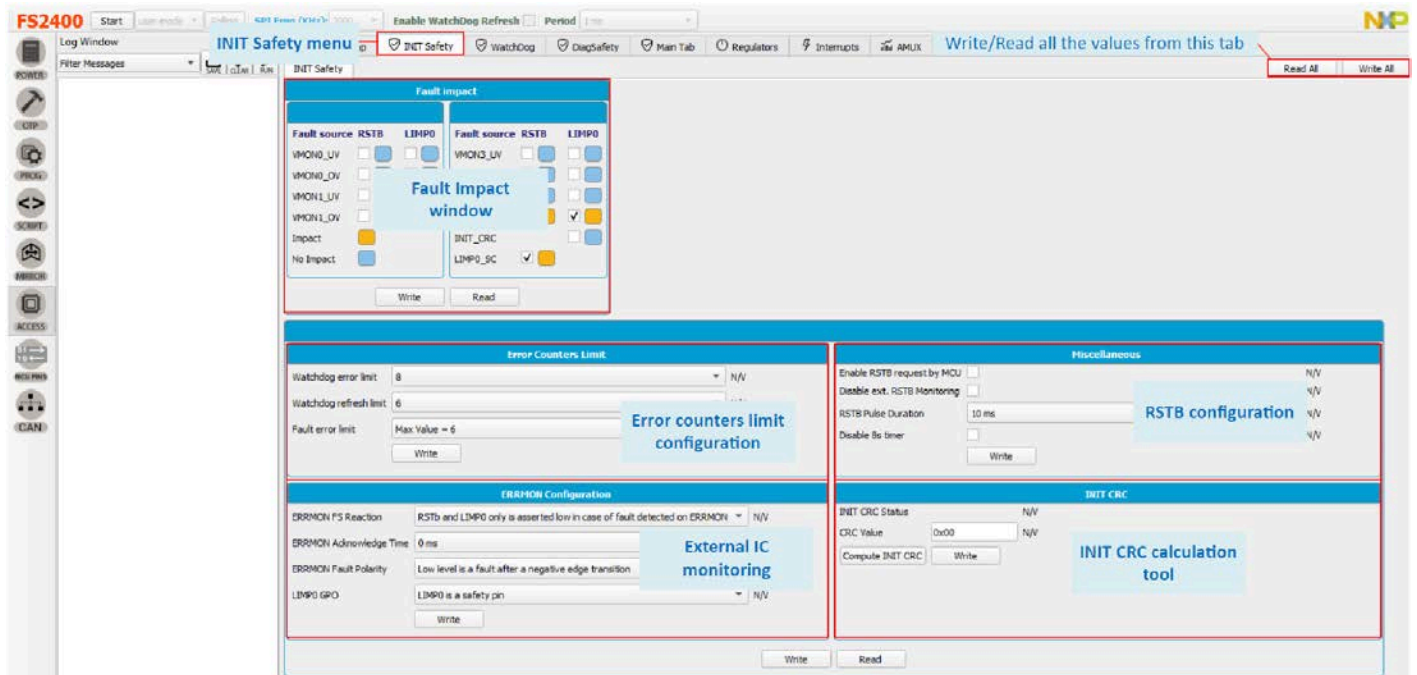 FS2400 Start user-mode Enable WatchDog Refresh Period 1 ms NXP
Log Window INIT Safety menu INIT Safety WatchDog DiagSafety Main Tab Regulators Interrupts AMUX Write/Read all the values from this tab
Filter Messages INIT Safety Read All Write All
POWER
OTP
PROG
SCRIPT
MIRROR
ACCESS
MCU PINS
CAN
Fault impact
Fault source RSTB LIMP0 Fault source RSTB LIMP0
VMON0_UV VMON3_UV
VMON0_OV
VMON1_UV
VMON1_OV
Fault Impact
window
Impact INIT_CRC
No Impact LIMP0_SC
Write Read
Error Counters Limit
Watchdog error limit 8 N/V
Watchdog refresh limit 6
Fault error limit Max Value = 6
Write
Error counters limit
configuration
Miscellaneous
Enable RSTB request by MCU N/V
Disable ext. RSTB Monitoring N/V
RSTB Pulse Duration 10 ms N/V
Disable 8s timer N/V
Write
RSTB configuration
ERRMON Configuration
ERRMON FS Reaction RSTb and LIMP0 only is asserted low in case of fault detected on ERRMON N/V
ERRMON Acknowledge Time 0 ms
ERRMON Fault Polarity Low level is a fault after a negative edge transition
LIMP0 GPO LIMP0 is a safety pin N/V
Write
External IC
monitoring
INIT CRC
INIT CRC Status N/V
CRC Value 0x00 N/V
Compute INIT CRC Write
INIT CRC calculation
tool
Write Read